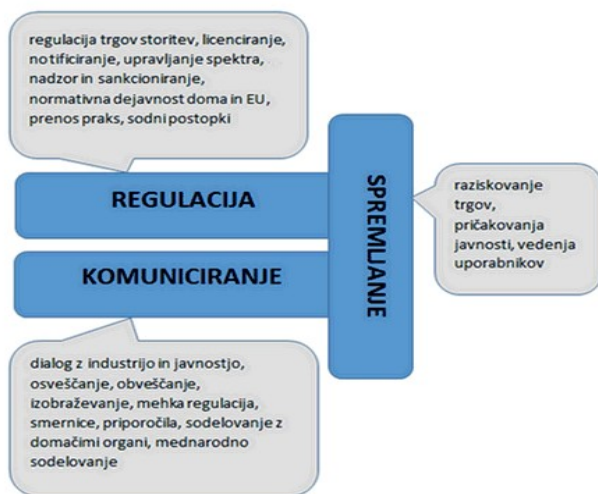 regulacija trgov storitev, licenciranje,
notificiranje, upravljanje spektra,
nadzor in sankcioniranje,
normativna dejavnost doma in EU,
prenos praks, sodni postopki
REGULACIJA
KOMUNICIRANJE
SPREMLJANJE
raziskovanje
trgov,
pričakovanja
javnosti, vedenja
uporabnikov
dialog z industrijo in javnostjo,
osveščanje, obveščanje,
izobraževanje, mehka regulacija,
smernice, priporočila, sodelovanje z
domačimi organi, mednarodno
sodelovanje